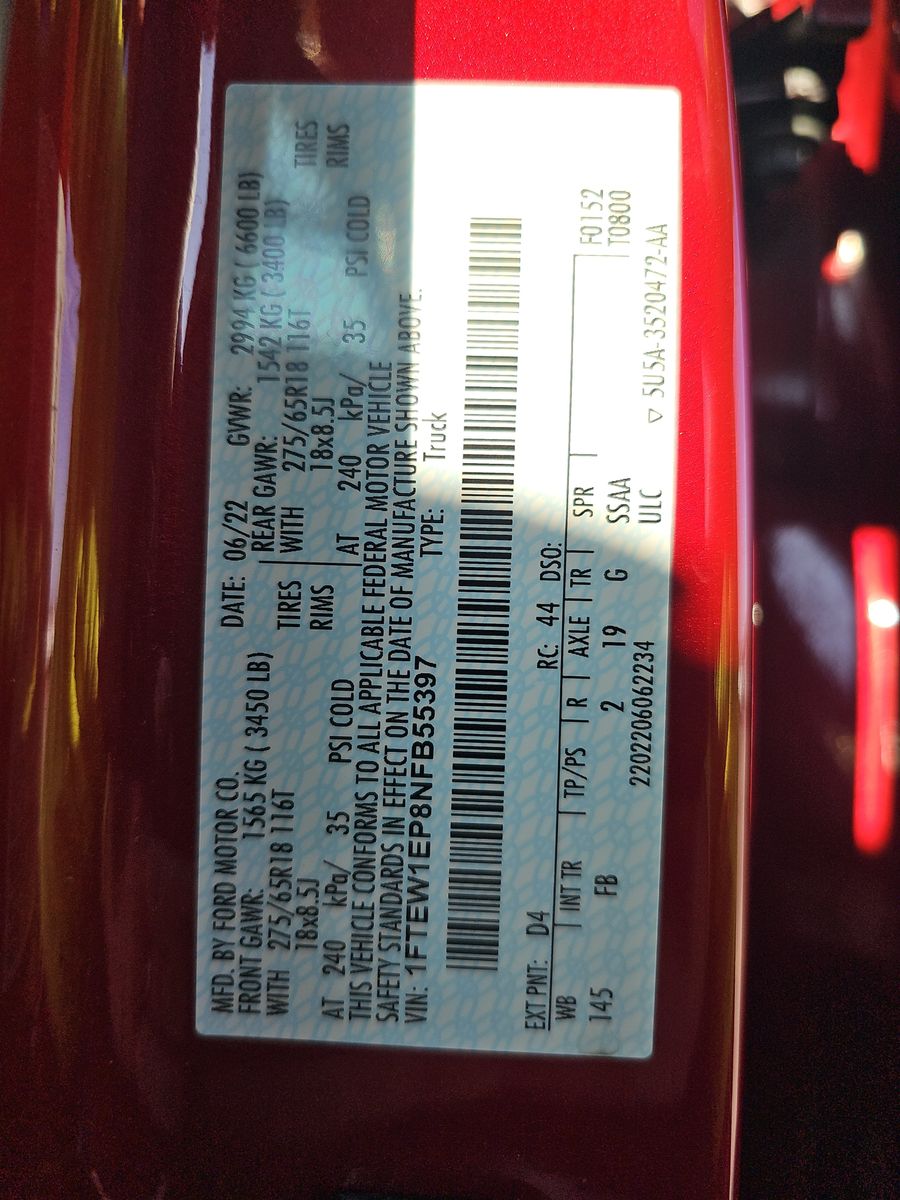 MFD. BY FORD MOTOR CO. DATE: 06/22 GVWR: 2994 KG ( 6600 LB)
FRONT GAWR: 1565 KG ( 3450 LB) REAR GAWR: 1542 KG ( 3400 LB)
WITH 275/65R18 116T TIRES WITH 275/65R18 116T TIRES
18x8.5J RIMS 18x8.5J RIMS
AT 240 kPa/ 35 PSI COLD AT 240 kPa/ 35 PSI COLD
THIS VEHICLE CONFORMS TO ALL APPLICABLE FEDERAL MOTOR VEHICLE
SAFETY STANDARDS IN EFFECT ON THE DATE OF MANUFACTURE SHOWN ABOVE.
VIN: 1FTEW1EP8NFB55397 TYPE: Truck
EXT PNT: D4 RC: 44 DSO:
WB INT TR TP/PS R AXLE TR SPR F0152
145 FB 2 19 G SSAA T0800
2202206062234 ULC ▽ 5U5A-3520472-AA